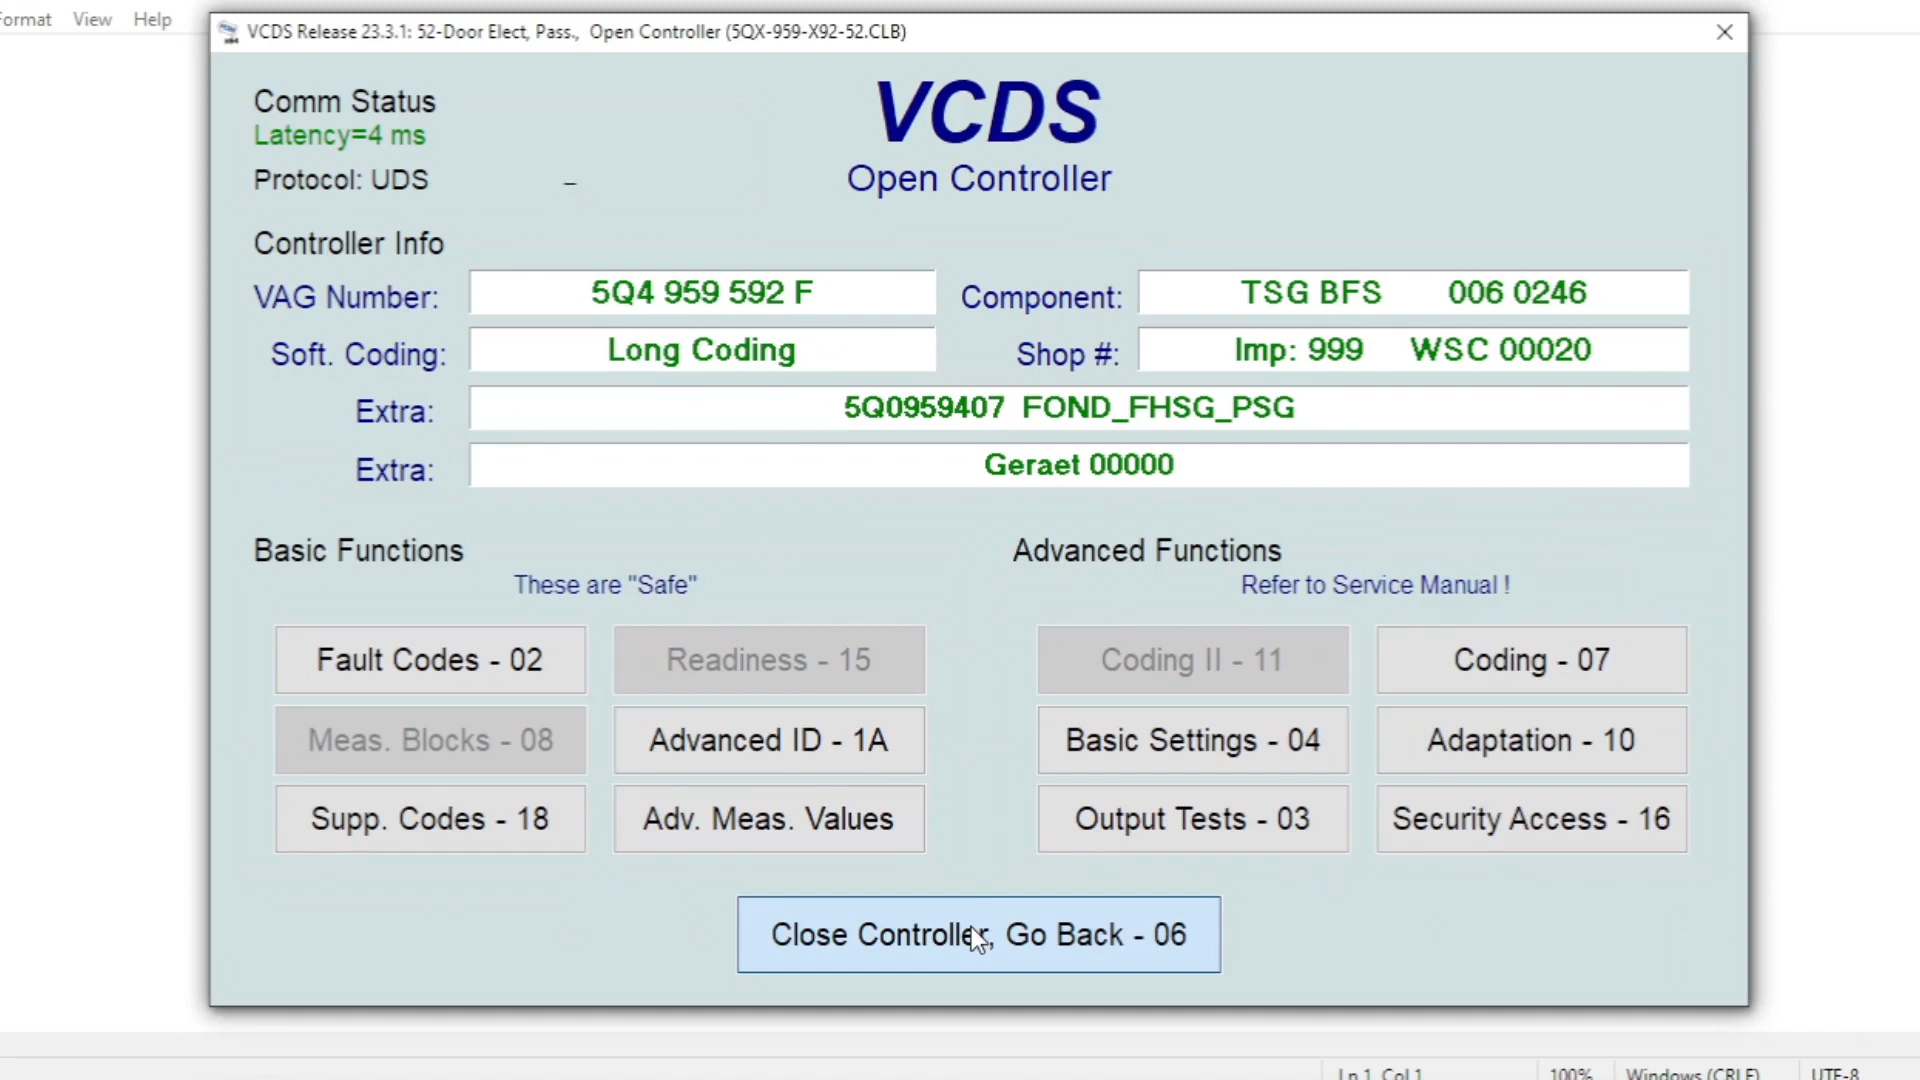 Format View Help
VCDS Release 23.3.1: 52-Door Elect, Pass., Open Controller (5QX-959-X92-52.CLB)
Comm Status
Latency=4 ms
Protocol: UDS
VCDS
Open Controller
Controller Info
VAG Number: 5Q4 959 592 F Component: TSG BFS 006 0246
Soft. Coding: Long Coding Shop #: Imp: 999 WSC 00020
Extra: 5Q0959407 FOND_FHSG_PSG
Extra: Geraet 00000
Basic Functions Advanced Functions
These are "Safe" Refer to Service Manual !
Fault Codes - 02 Readiness - 15 Coding II - 11 Coding - 07
Meas. Blocks - 08 Advanced ID - 1A Basic Settings - 04 Adaptation - 10
Supp. Codes - 18 Adv. Meas. Values Output Tests - 03 Security Access - 16
Close Controller, Go Back - 06
Ln 1, Col 1 100% Windows (CRLF) UTF-8